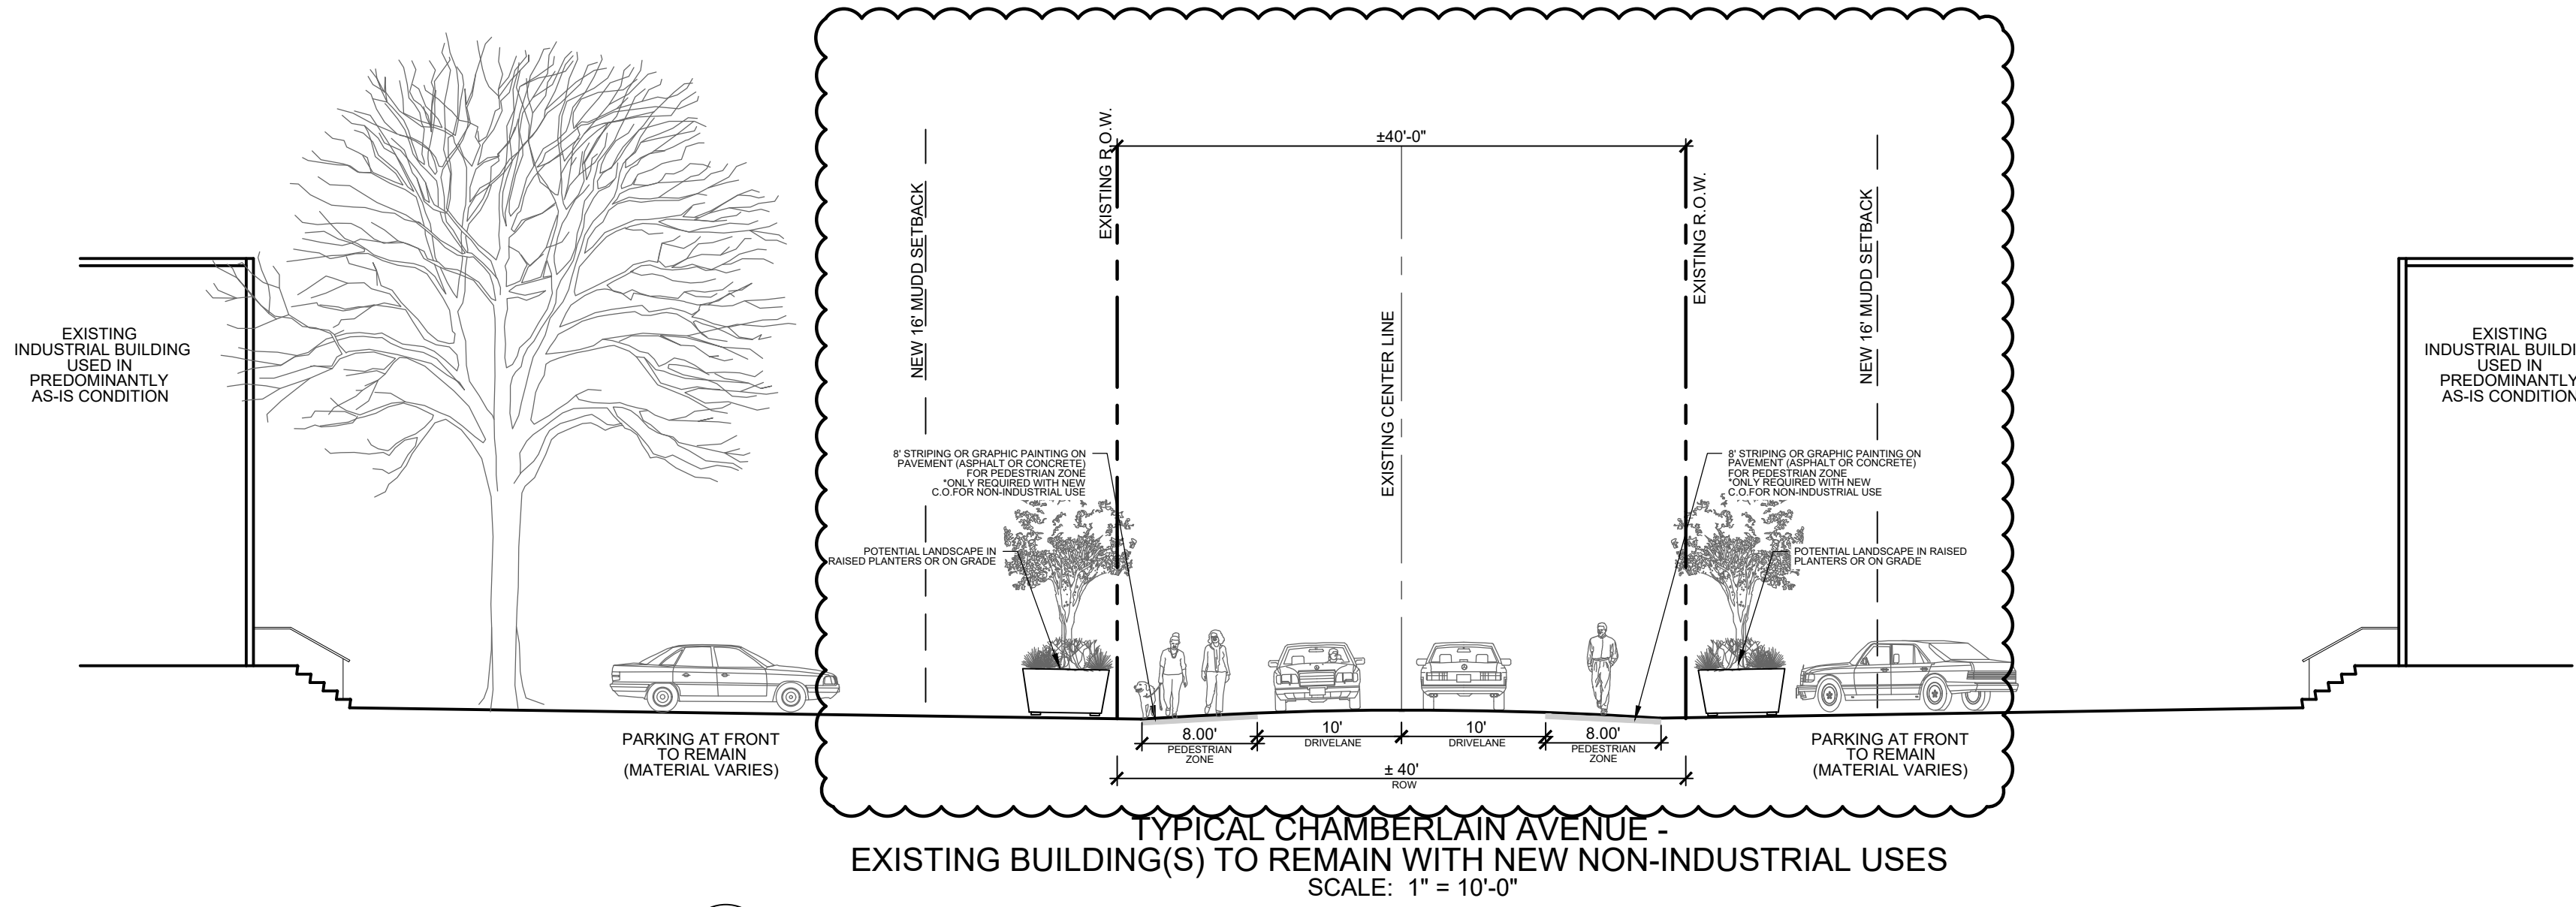 ±40'-0"
EXISTING R.O.W.
EXISTING R.O.W.
NEW 16' MUDD SETBACK
NEW 16' MUDD SETBACK
EXISTING CENTER LINE
EXISTING
INDUSTRIAL BUILDING
USED IN
PREDOMINANTLY
AS-IS CONDITION
EXISTING
INDUSTRIAL BUILDI
USED IN
PREDOMINANTLY
AS-IS CONDITION
8' STRIPING OR GRAPHIC PAINTING ON
PAVEMENT (ASPHALT OR CONCRETE)
FOR PEDESTRIAN ZONE
*ONLY REQUIRED WITH NEW
C.O.FOR NON-INDUSTRIAL USE
8' STRIPING OR GRAPHIC PAINTING ON
PAVEMENT (ASPHALT OR CONCRETE)
FOR PEDESTRIAN ZONE
*ONLY REQUIRED WITH NEW
C.O.FOR NON-INDUSTRIAL USE
POTENTIAL LANDSCAPE IN
RAISED PLANTERS OR ON GRADE
POTENTIAL LANDSCAPE IN RAISED
PLANTERS OR ON GRADE
8.00'
PEDESTRIAN
ZONE
10'
DRIVELANE
10'
DRIVELANE
8.00'
PEDESTRIAN
ZONE
± 40'
ROW
PARKING AT FRONT
TO REMAIN
(MATERIAL VARIES)
PARKING AT FRONT
TO REMAIN
(MATERIAL VARIES)
TYPICAL CHAMBERLAIN AVENUE -
EXISTING BUILDING(S) TO REMAIN WITH NEW NON-INDUSTRIAL USES
SCALE: 1" = 10'-0"